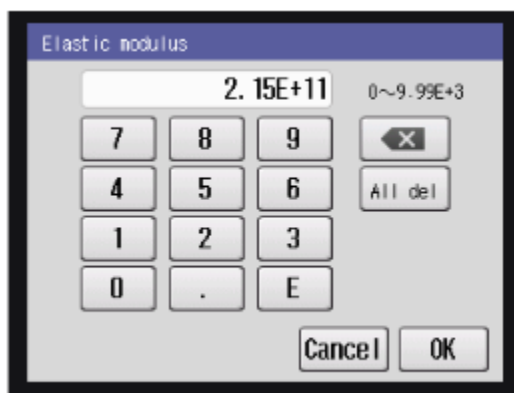 Elastic modulus
2.15E+11 0～9.99E+3
7 8 9
4 5 6 All del
1 2 3
0 . E
Cancel OK